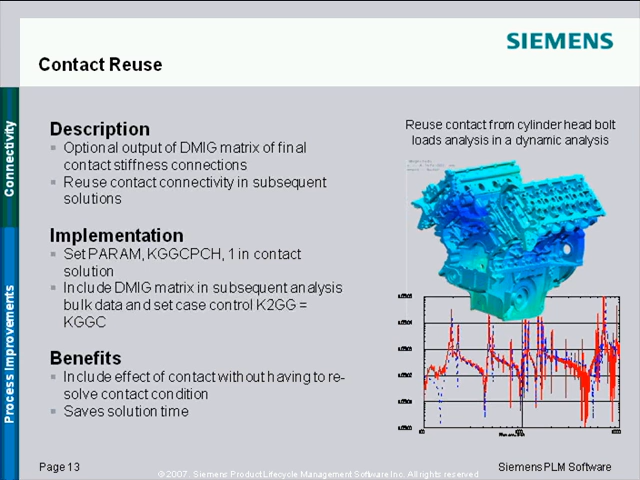 SIEMENS
Contact Reuse
Connectivity
Process Improvements
Description
Optional output of DMIG matrix of final
contact stiffness connections
Reuse contact connectivity in subsequent
solutions
Implementation
Set PARAM, KGGCPCH, 1 in contact
solution
Include DMIG matrix in subsequent analysis
bulk data and set case control K2GG =
KGGC
Benefits
Include effect of contact without having to re-
solve contact condition
Saves solution time
Reuse contact from cylinder head bolt
loads analysis in a dynamic analysis
Page 13
© 2007. Siemens Product Lifecycle Management Software Inc. All rights reserved
Siemens PLM Software